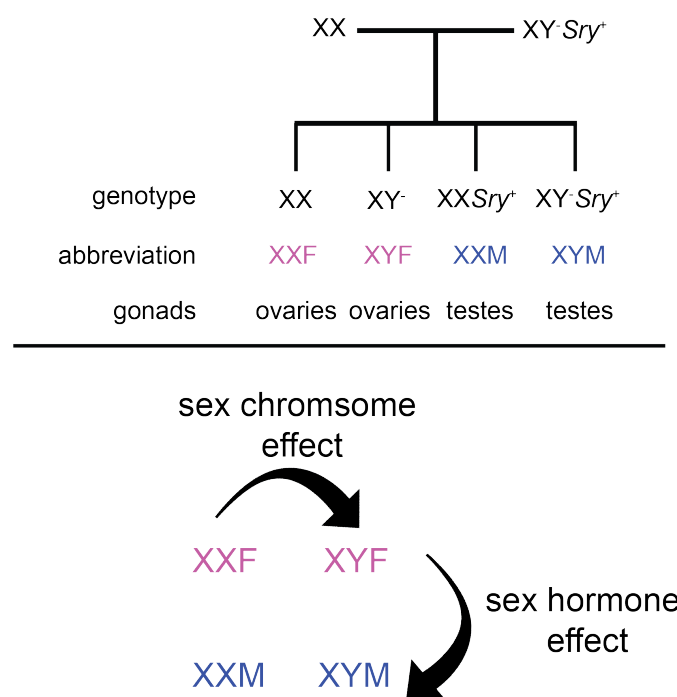 XX XY⁻Sry⁺
genotype XX XY⁻ XXSry⁺ XY⁻Sry⁺
abbreviation XXF XYF XXM XYM
gonads ovaries ovaries testes testes
sex chromsome
effect
XXF XYF
sex hormone
effect
XXM XYM